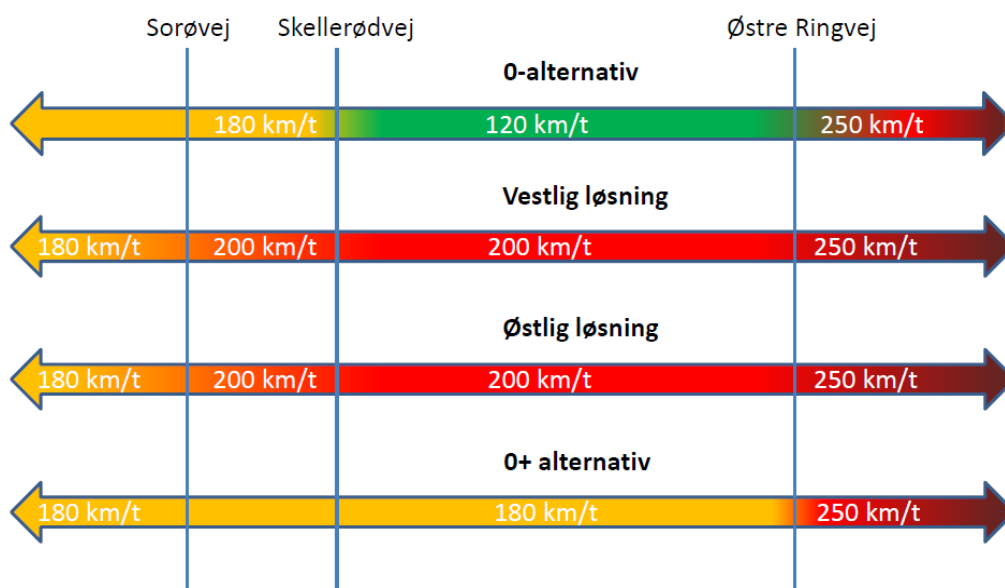 Sorøvej Skellerødvej Østre Ringvej
0-alternativ
180 km/t 120 km/t 250 km/t
Vestlig løsning
180 km/t 200 km/t 200 km/t 250 km/t
Østlig løsning
180 km/t 200 km/t 200 km/t 250 km/t
0+ alternativ
180 km/t 180 km/t 250 km/t